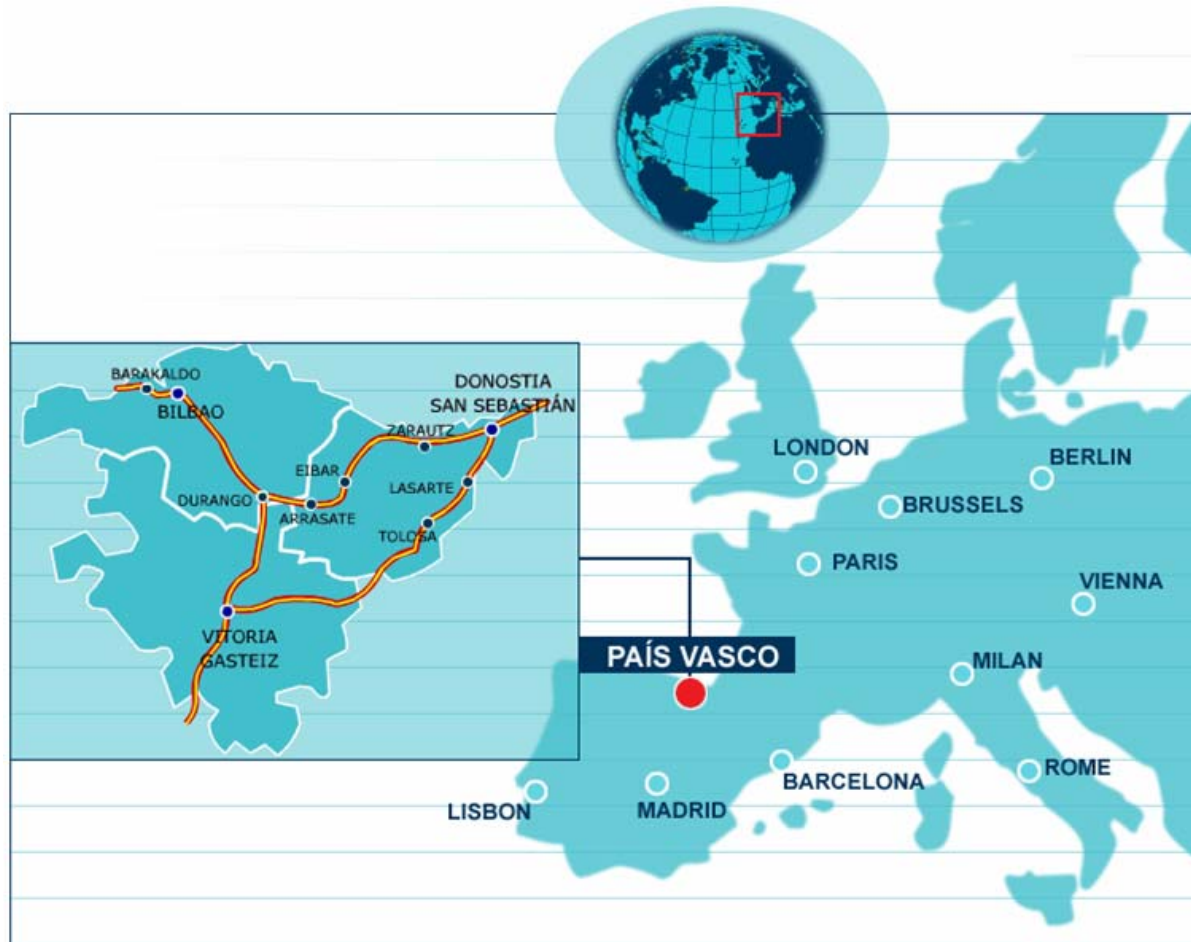 BARAKALDO
BILBAO
DONOSTIA
SAN SEBASTIÁN
ZARAUTZ
EIBAR
LASARTE
DURANGO
ARRASATE
TOLOSA
VITORIA
GASTEIZ
PAÍS VASCO
LONDON
BERLIN
BRUSSELS
PARIS
VIENNA
MILAN
ROME
BARCELONA
MADRID
LISBON